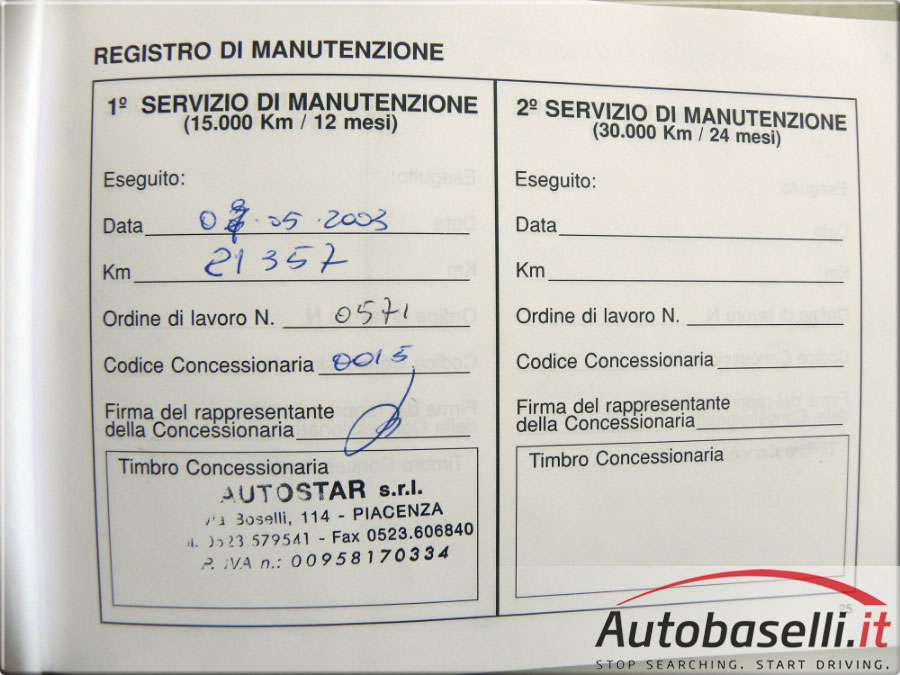 REGISTRO DI MANUTENZIONE
1º SERVIZIO DI MANUTENZIONE
(15.000 Km / 12 mesi)
Eseguito:
Data 05.2003
Km 21357
Ordine di lavoro N. 0571
Codice Concessionaria 0015
Firma del rappresentante
della Concessionaria
Timbro Concessionaria
AUTOSTAR s.r.l.
Via Boselli, 114 - PIACENZA
0523 579541 - Fax 0523.606840
P. IVA n.: 00958170334
2º SERVIZIO DI MANUTENZIONE
(30.000 Km / 24 mesi)
Eseguito:
Data
Km
Ordine di lavoro N.
Codice Concessionaria
Firma del rappresentante
della Concessionaria
Timbro Concessionaria
25
Autobaselli.it
STOP SEARCHING. START DRIVING.